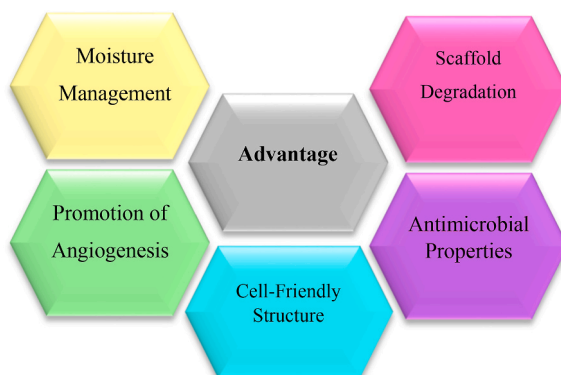 Moisture
Management
Scaffold
Degradation
Advantage
Promotion of
Angiogenesis
Antimicrobial
Properties
Cell-Friendly
Structure